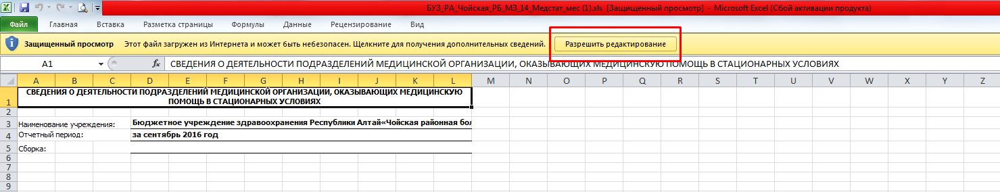 БУЗ_РА_Чойская_РБ_МЗ_14_Медстат_мес (1).xls [Защищенный просмотр] - Microsoft Excel (Сбой активации продукта)
Файл Главная Вставка Разметка страницы Формулы Данные Рецензирование Вид
Защищенный просмотр Этот файл загружен из Интернета и может быть небезопасен. Щелкните для получения дополнительных сведений. Разрешить редактирование
A1 fx СВЕДЕНИЯ О ДЕЯТЕЛЬНОСТИ ПОДРАЗДЕЛЕНИЙ МЕДИЦИНСКОЙ ОРГАНИЗАЦИИ, ОКАЗЫВАЮЩИХ МЕДИЦИНСКУЮ ПОМОЩЬ В СТАЦИОНАРНЫХ УСЛОВИЯХ
A B C D E F G H I J K L M N O P Q R S T U V W X Y Z
СВЕДЕНИЯ О ДЕЯТЕЛЬНОСТИ ПОДРАЗДЕЛЕНИЙ МЕДИЦИНСКОЙ ОРГАНИЗАЦИИ, ОКАЗЫВАЮЩИХ МЕДИЦИНСКУЮ
1 ПОМОЩЬ В СТАЦИОНАРНЫХ УСЛОВИЯХ
2
3 Наименование учреждения: Бюджетное учреждение здравоохранения Республики Алтай«Чойская районная бол
4 Отчетный период: за сентябрь 2016 год
5 Сборка:
6
7
8
9